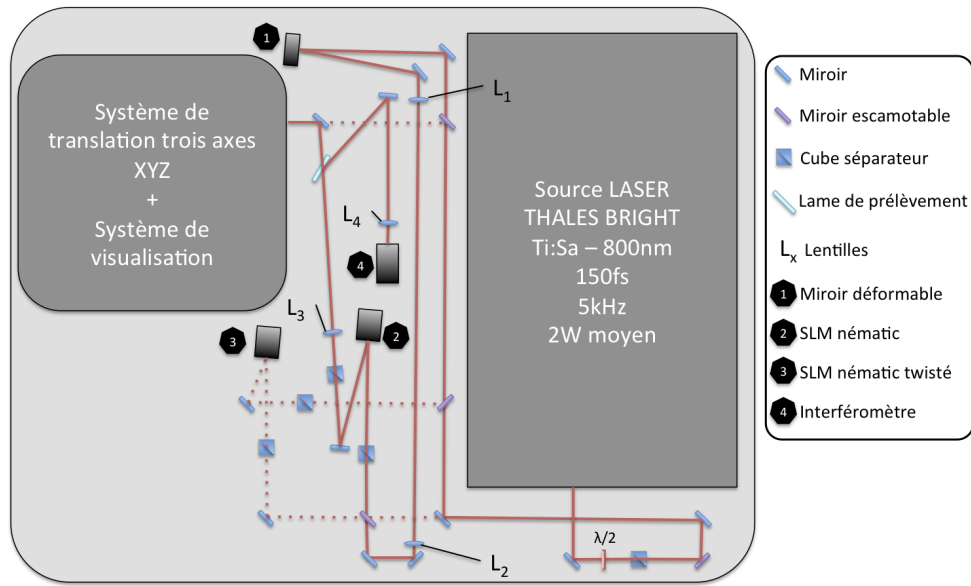 1
L1
Système de
translation trois axes
XYZ
+
Système de
visualisation
L4
4
L3
3
2
Source LASER
THALES BRIGHT
Ti:Sa – 800nm
150fs
5kHz
2W moyen
λ/2
L2
Miroir
Miroir escamotable
Cube séparateur
Lame de prélèvement
Lx Lentilles
1 Miroir déformable
2 SLM nématic
3 SLM nématic twisté
4 Interféromètre